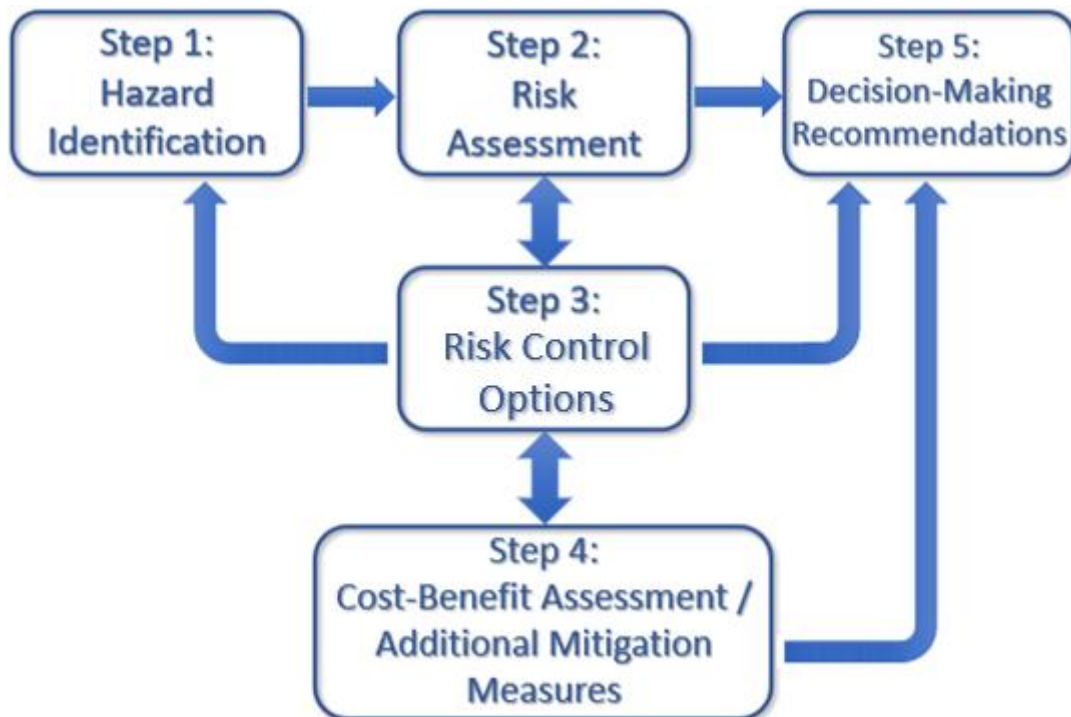 Step 1:
Hazard
Identification
Step 2:
Risk
Assessment
Step 5:
Decision-Making
Recommendations
Step 3:
Risk Control
Options
Step 4:
Cost-Benefit Assessment /
Additional Mitigation
Measures